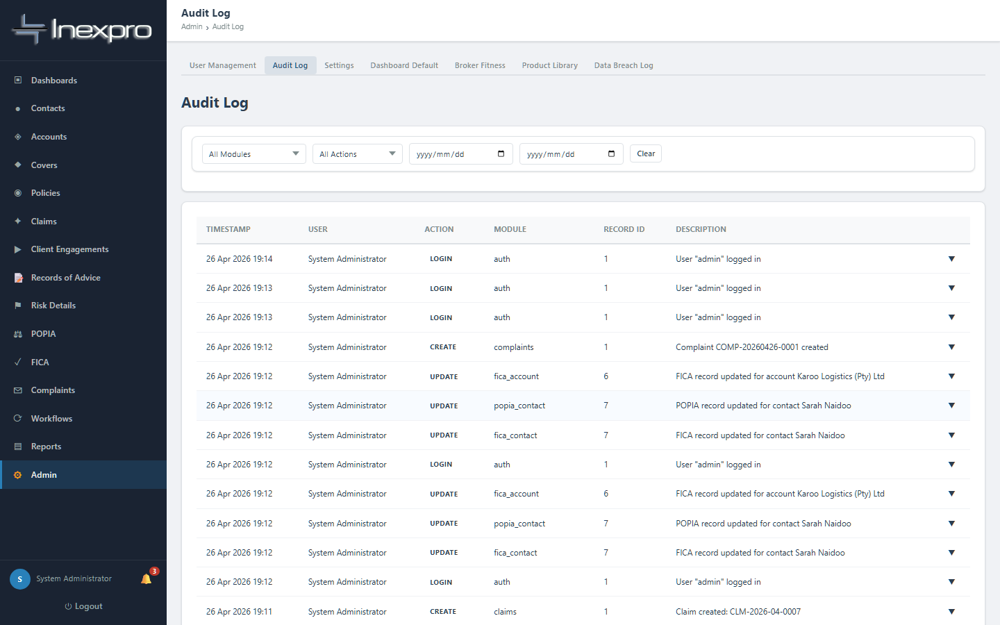 Inexpro
Dashboards
Contacts
Accounts
Covers
Policies
Claims
Client Engagements
Records of Advice
Risk Details
POPIA
FICA
Complaints
Workflows
Reports
Admin
S System Administrator 3
Logout
Audit Log
Admin › Audit Log
User Management Audit Log Settings Dashboard Default Broker Fitness Product Library Data Breach Log
Audit Log
All Modules All Actions yyyy/mm/dd yyyy/mm/dd Clear
TIMESTAMP USER ACTION MODULE RECORD ID DESCRIPTION
26 Apr 2026 19:14 System Administrator LOGIN auth 1 User "admin" logged in
26 Apr 2026 19:13 System Administrator LOGIN auth 1 User "admin" logged in
26 Apr 2026 19:13 System Administrator LOGIN auth 1 User "admin" logged in
26 Apr 2026 19:12 System Administrator CREATE complaints 1 Complaint COMP-20260426-0001 created
26 Apr 2026 19:12 System Administrator UPDATE fica_account 6 FICA record updated for account Karoo Logistics (Pty) Ltd
26 Apr 2026 19:12 System Administrator UPDATE popia_contact 7 POPIA record updated for contact Sarah Naidoo
26 Apr 2026 19:12 System Administrator UPDATE fica_contact 7 FICA record updated for contact Sarah Naidoo
26 Apr 2026 19:12 System Administrator LOGIN auth 1 User "admin" logged in
26 Apr 2026 19:12 System Administrator UPDATE fica_account 6 FICA record updated for account Karoo Logistics (Pty) Ltd
26 Apr 2026 19:12 System Administrator UPDATE popia_contact 7 POPIA record updated for contact Sarah Naidoo
26 Apr 2026 19:12 System Administrator UPDATE fica_contact 7 FICA record updated for contact Sarah Naidoo
26 Apr 2026 19:12 System Administrator LOGIN auth 1 User "admin" logged in
26 Apr 2026 19:11 System Administrator CREATE claims 1 Claim created: CLM-2026-04-0007